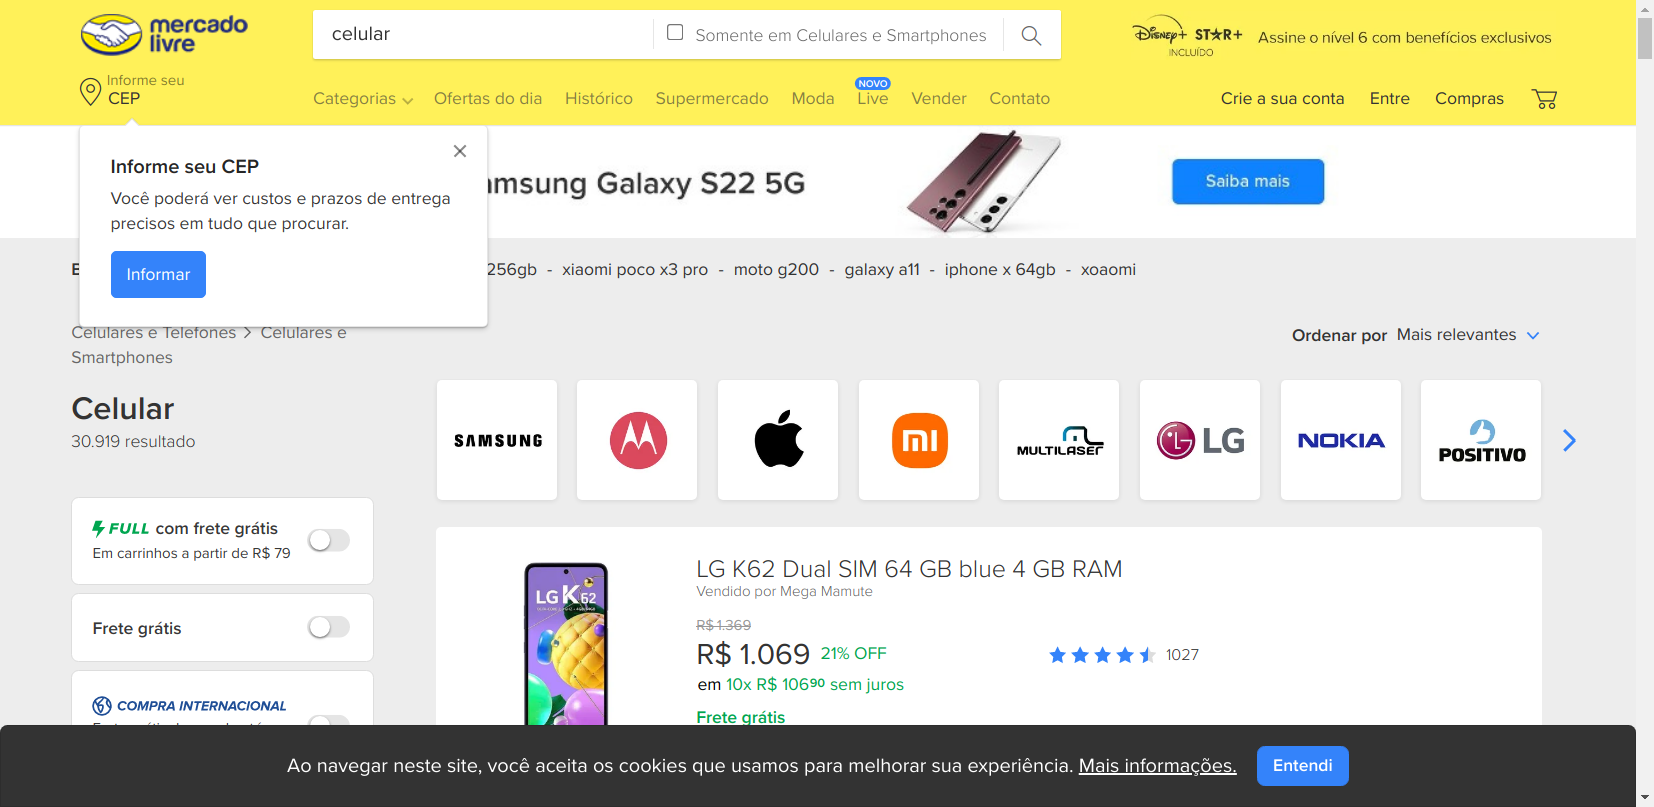 mercado
livre
celular
Somente em Celulares e Smartphones
Disney+ STAR+
INCLUÍDO
Assine o nível 6 com benefícios exclusivos
Informe seu
CEP
Categorias
Ofertas do dia
Histórico
Supermercado
Moda
NOVO
Live
Vender
Contato
Crie a sua conta
Entre
Compras
Informe seu CEP
Você poderá ver custos e prazos de entrega
precisos em tudo que procurar.
Informar
Galaxy S22 5G
Saiba mais
256gb - xiaomi poco x3 pro - moto g200 - galaxy a11 - iphone x 64gb - xoaomi
Celulares e Telefones > Celulares e
Smartphones
Ordenar por Mais relevantes
Celular
30.919 resultado
SAMSUNG
MI
MULTILASER
LG
NOKIA
POSITIVO
FULL com frete grátis
Em carrinhos a partir de R$ 79
Frete grátis
COMPRA INTERNACIONAL
LG K62
LG K62 Dual SIM 64 GB blue 4 GB RAM
Vendido por Mega Mamute
R$ 1.369
R$ 1.069 21% OFF
1027
em 10x R$ 106⁹⁰ sem juros
Frete grátis
Ao navegar neste site, você aceita os cookies que usamos para melhorar sua experiência. Mais informações.
Entendi